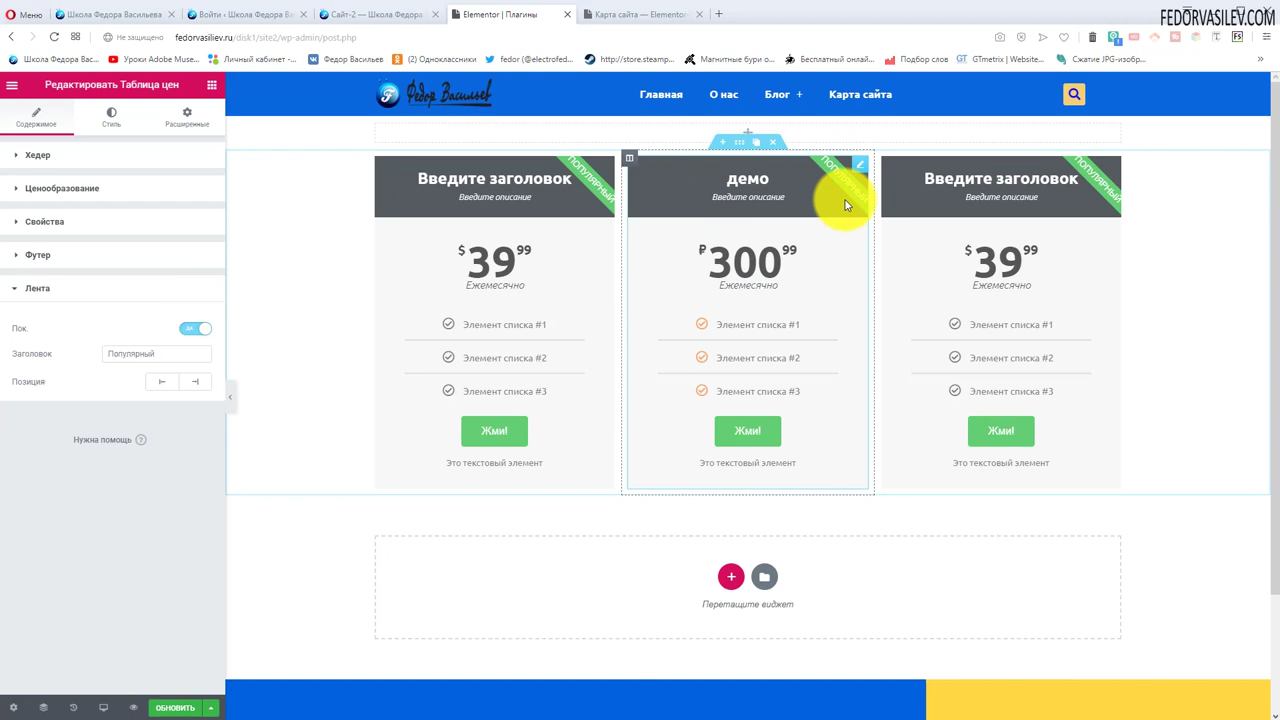 Меню
Школа Федора Васильева
Войти ‹ Школа Федора Ва
Сайт-2 — Школа Федора
Elementor | Плагины
Карта сайта — Elementor
FEDORVASILEV.COM
Не защищено
fedorvasiliev.ru/disk1/site2/wp-admin/post.php
Школа Федора Вас...
Уроки Adobe Muse...
Личный кабинет -...
Федор Васильев
(2) Одноклассники
fedor (@electrofed...
http://store.steamp...
Магнитные бури о...
Бесплатный онлай...
Подбор слов
GTmetrix | Website...
Сжатие JPG-изобр...
Редактировать Таблица цен
Содержимое
Стиль
Расширенные
Хедер
Ценообразование
Свойства
Футер
Лента
Пок.
ДА
Заголовок
Популярный
Позиция
Нужна помощь
ОБНОВИТЬ
Федор Васильев
Главная
О нас
Блог +
Карта сайта
ПОПУЛЯРНЫЙ
Введите заголовок
Введите описание
$ 39 99
Ежемесячно
Элемент списка #1
Элемент списка #2
Элемент списка #3
Жми!
Это текстовый элемент
ПОПУЛЯРНЫЙ
демо
Введите описание
₽ 300 99
Ежемесячно
Элемент списка #1
Элемент списка #2
Элемент списка #3
Жми!
Это текстовый элемент
ПОПУЛЯРНЫЙ
Введите заголовок
Введите описание
$ 39 99
Ежемесячно
Элемент списка #1
Элемент списка #2
Элемент списка #3
Жми!
Это текстовый элемент
Перетащите виджет